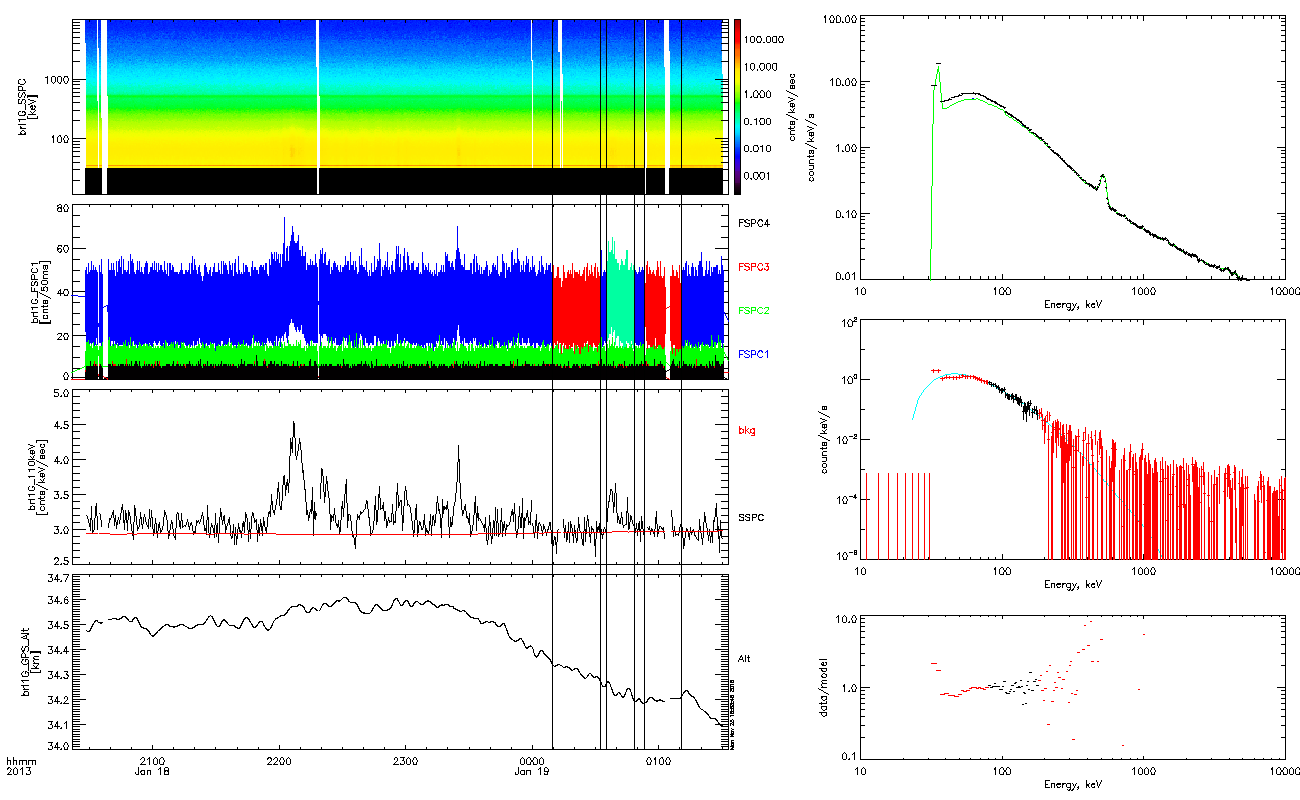 brl1G_SSPC
[keV]
1000
100
100.000
10.000
1.000
0.100
0.010
0.001
cnts/keV/sec
brl1G_FSPC1
[cnts/50ms]
80
60
40
20
0
FSPC4
FSPC3
FSPC2
FSPC1
brl1G_110keV
[cnts/keV/sec]
5.0
4.5
4.0
3.5
3.0
2.5
bkg
SSPC
brl1G_GPS_Alt
[km]
34.7
34.6
34.5
34.4
34.3
34.2
34.1
34.0
Alt
hhmm
2013
2100
Jan 18
2200
2300
0000
Jan 19
0100
counts/keV/s
100.00
10.00
1.00
0.10
0.01
10
100
1000
10000
Energy, keV
counts/keV/s
10²
10⁰
10⁻²
10⁻⁴
10⁻⁶
10
100
1000
10000
Energy, keV
data/model
10.0
1.0
0.1
10
100
1000
10000
Energy, keV